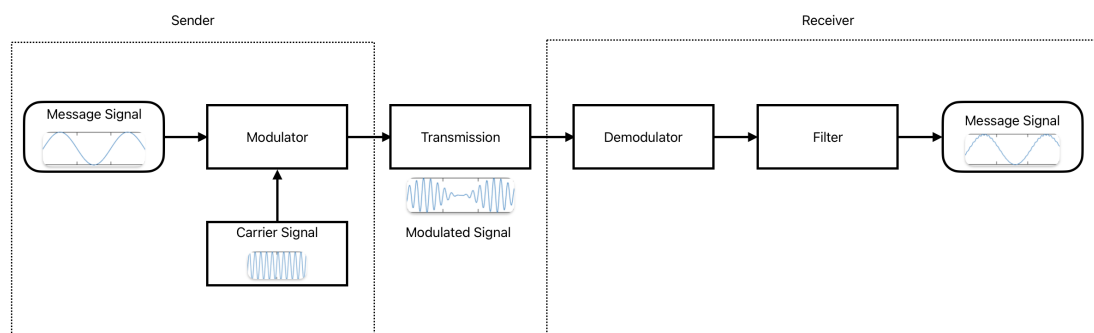 Sender
Receiver
Message Signal
Modulator
Transmission
Demodulator
Filter
Message Signal
Carrier Signal
Modulated Signal